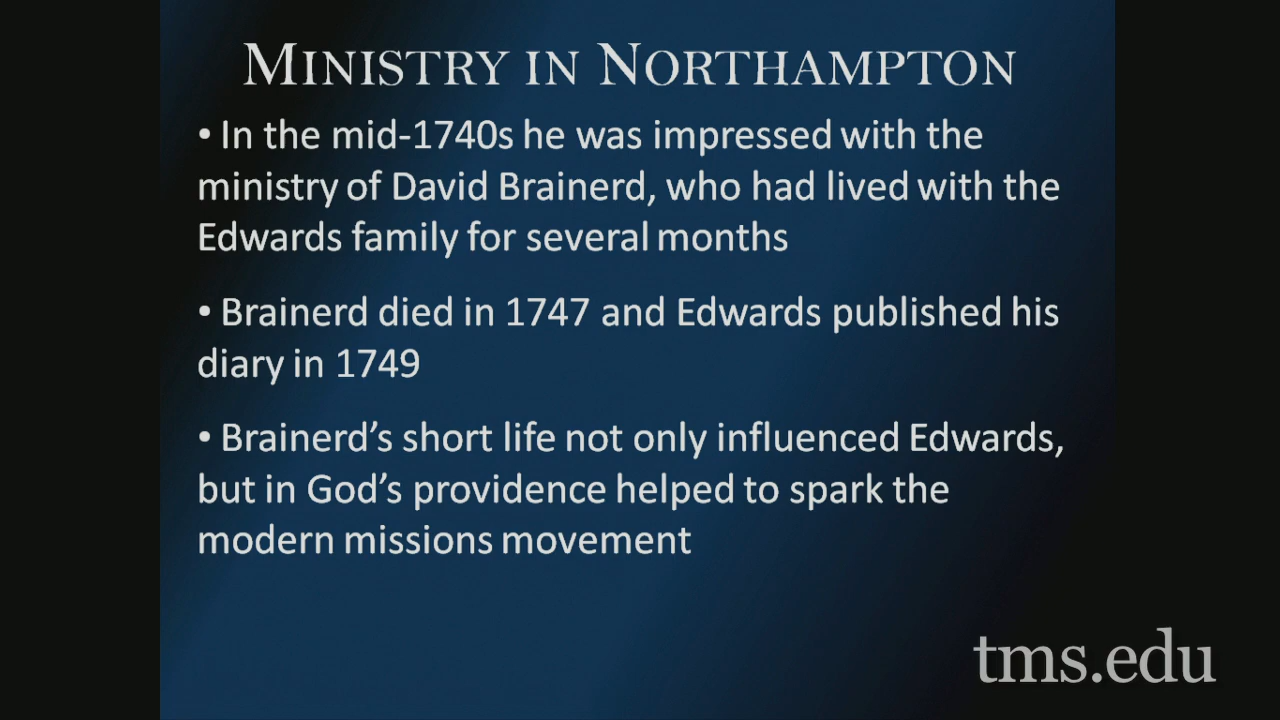 MINISTRY IN NORTHAMPTON
• In the mid-1740s he was impressed with the
ministry of David Brainerd, who had lived with the
Edwards family for several months
• Brainerd died in 1747 and Edwards published his
diary in 1749
• Brainerd’s short life not only influenced Edwards,
but in God’s providence helped to spark the
modern missions movement
tms.edu